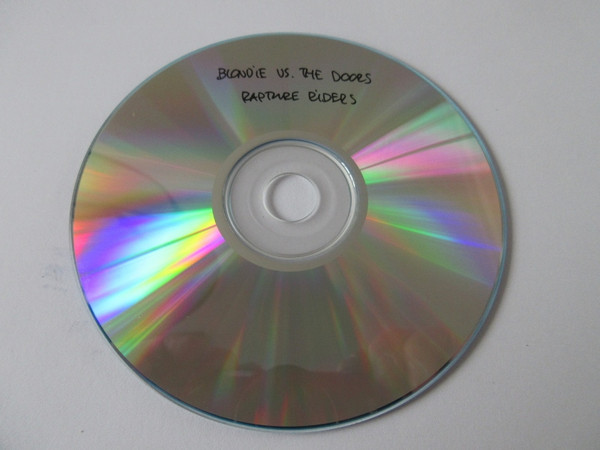 BLONDIE VS. THE DOORS
RAPTURE RIDERS